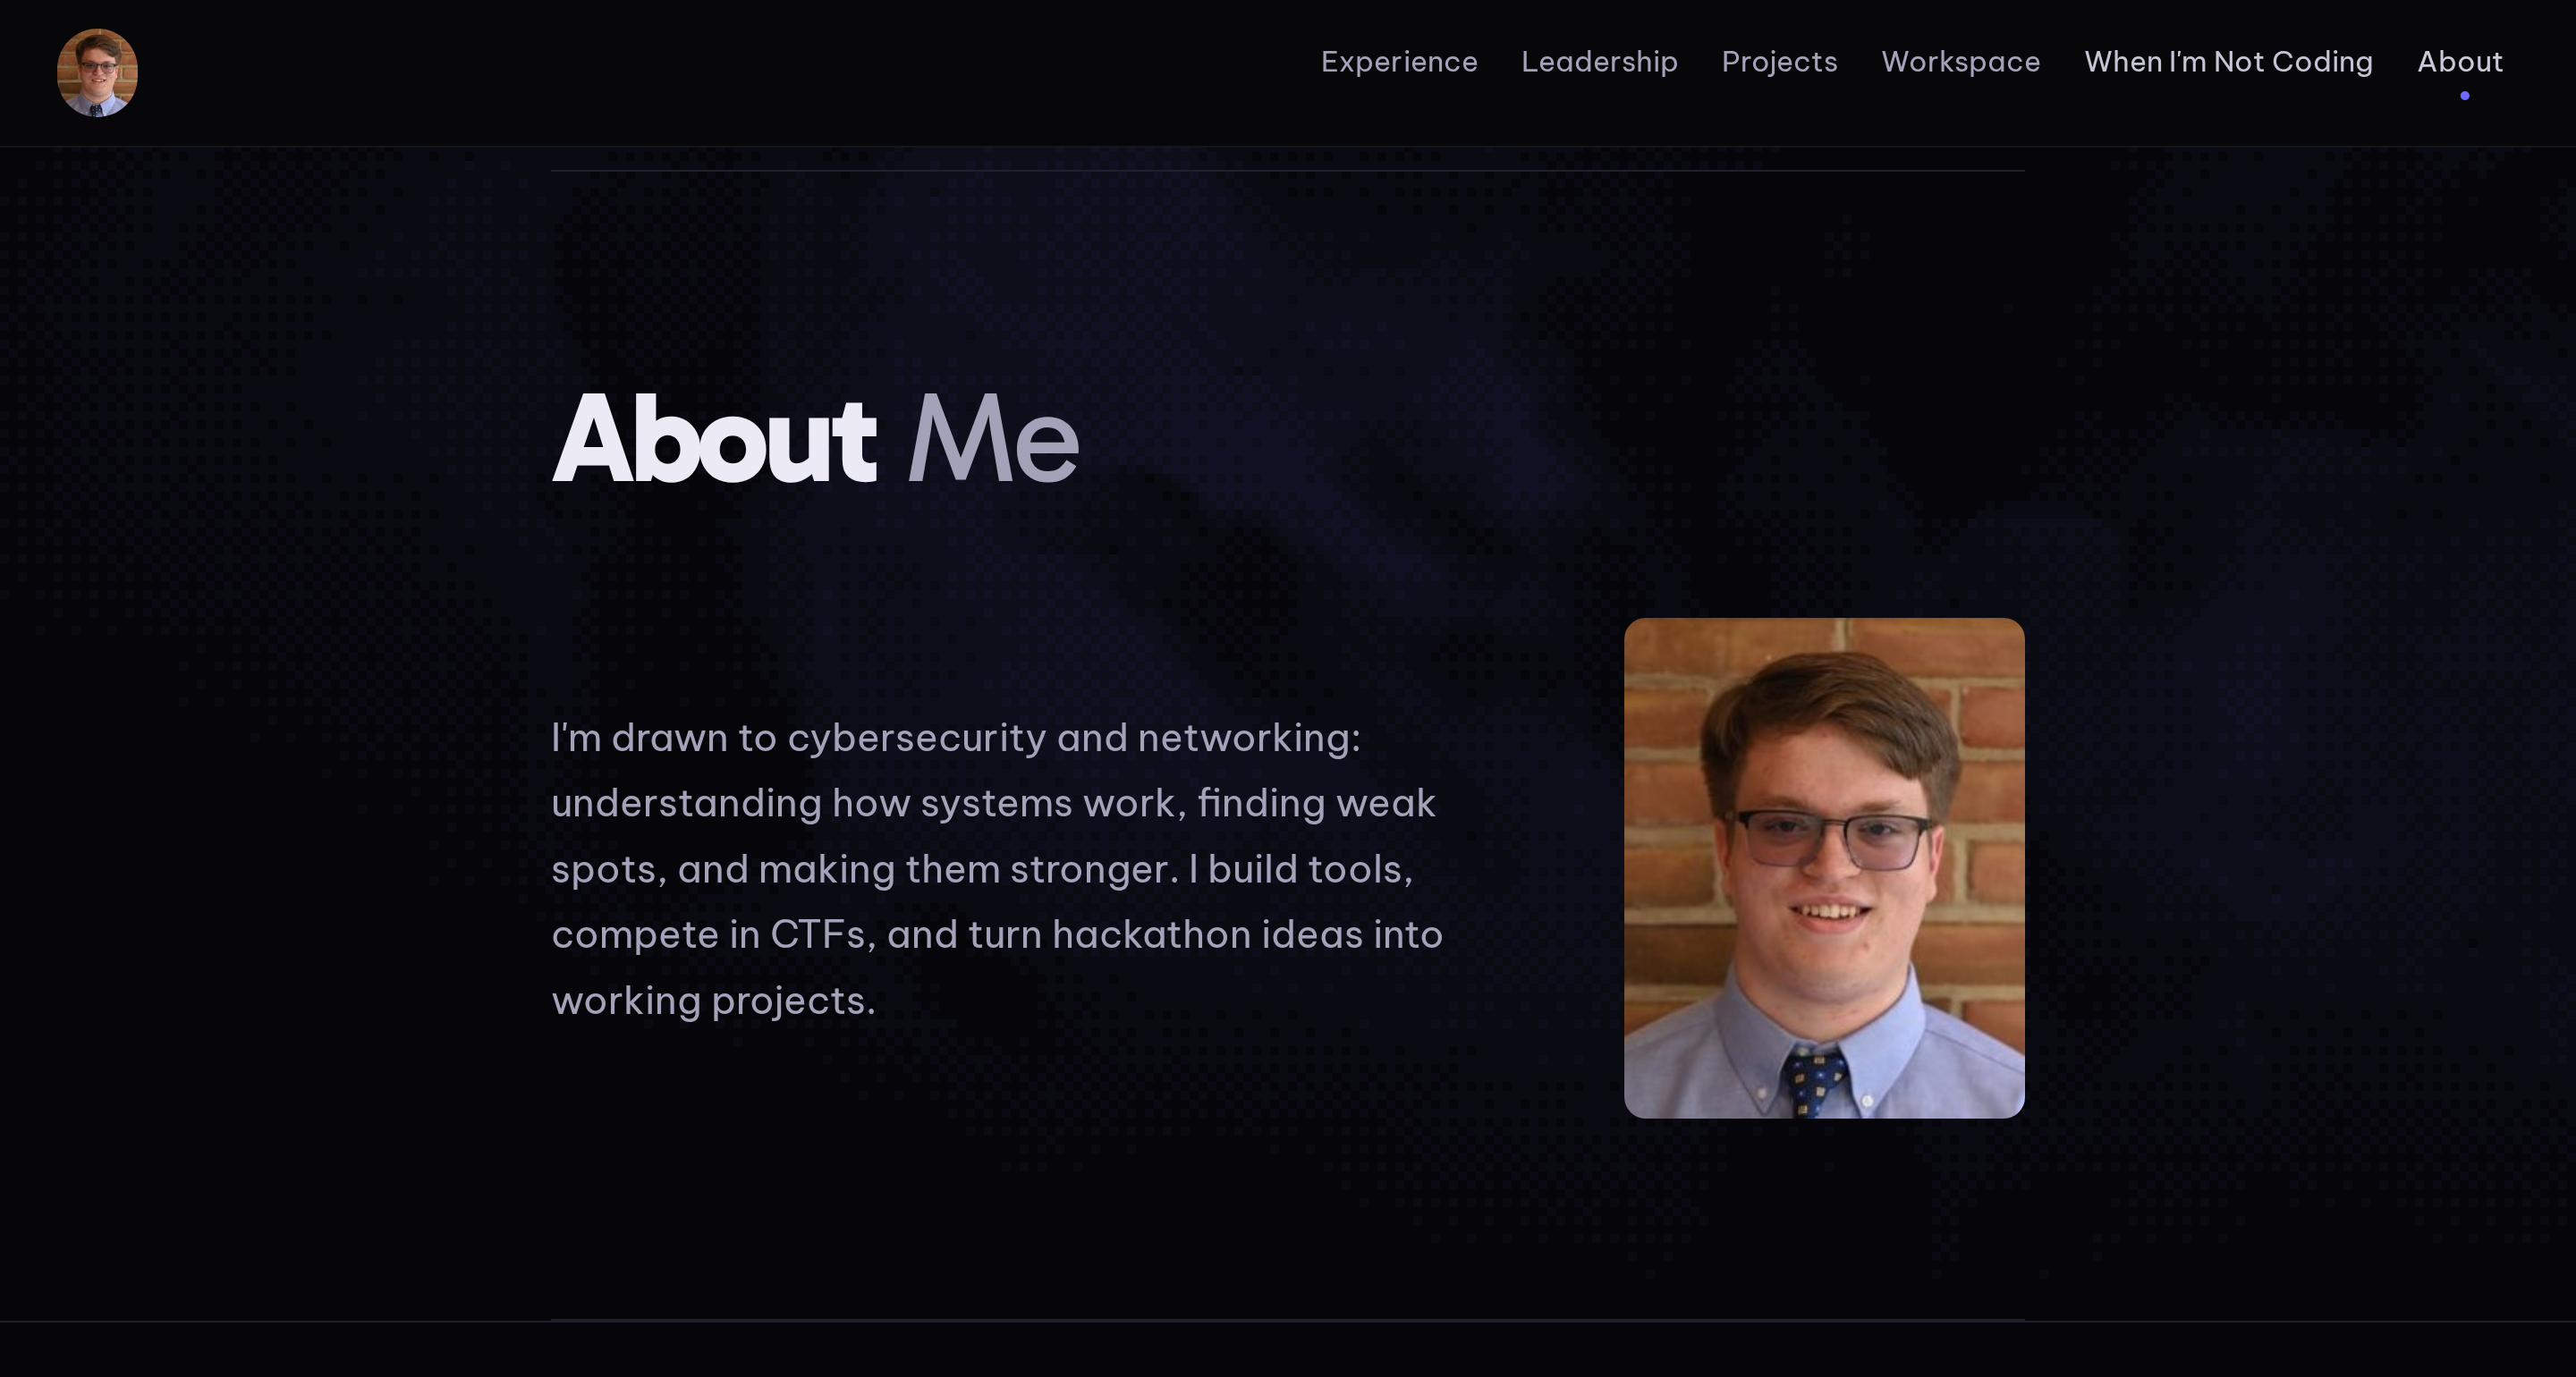 Experience Leadership Projects Workspace When I'm Not Coding About
About Me
I'm drawn to cybersecurity and networking:
understanding how systems work, finding weak
spots, and making them stronger. I build tools,
compete in CTFs, and turn hackathon ideas into
working projects.